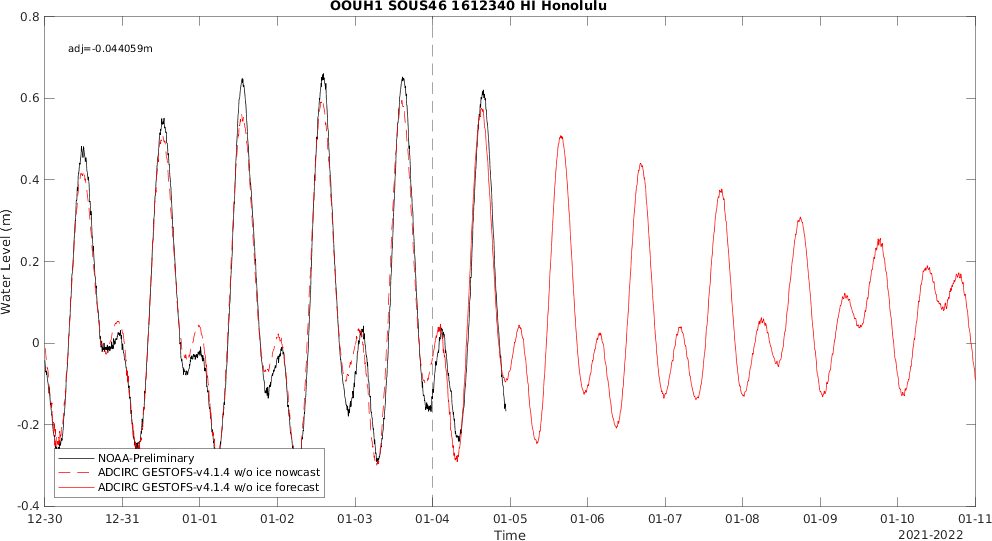 OOUH1 SOUS46 1612340 HI Honolulu
adj=-0.044059m
0.8
0.6
0.4
0.2
0
-0.2
-0.4
Water Level (m)
NOAA-Preliminary
ADCIRC GESTOFS-v4.1.4 w/o ice nowcast
ADCIRC GESTOFS-v4.1.4 w/o ice forecast
12-30 12-31 01-01 01-02 01-03 01-04 01-05 01-06 01-07 01-08 01-09 01-10 01-11
Time
2021-2022